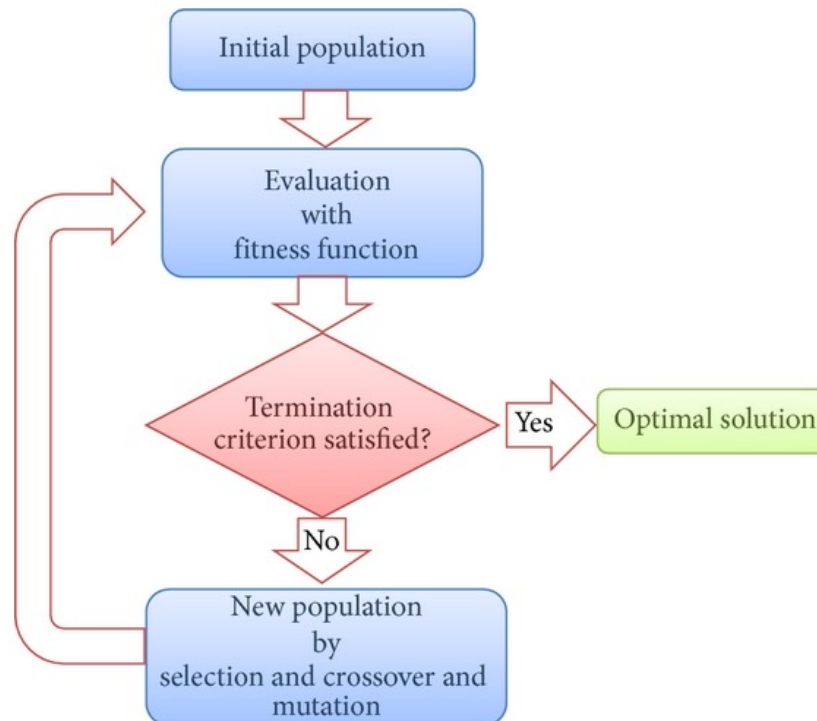 Initial population
Evaluation
with
fitness function
Termination
criterion satisfied?
Yes
Optimal solution
No
New population
by
selection and crossover and
mutation